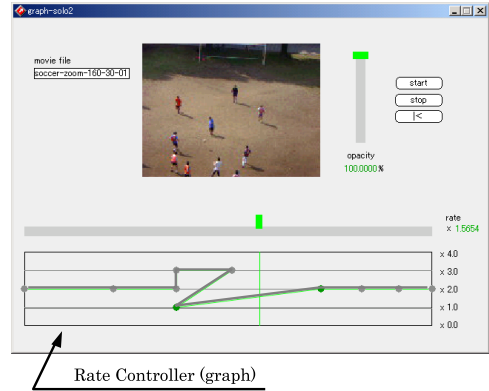 graph-solo2
movie file
soccer-zoom-160-30-01
start
stop
|<
opacity
100.0000%
rate
× 1.5654
× 4.0
× 3.0
× 2.0
× 1.0
× 0.0
Rate Controller (graph)